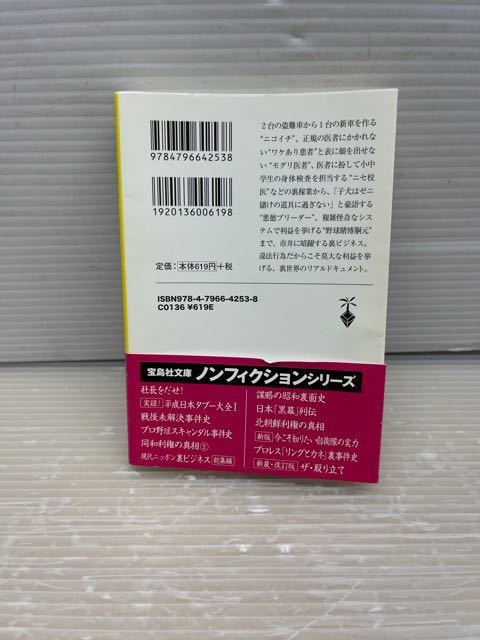 9784796642538
1920136006198
定価：本体619円＋税
ISBN978-4-7966-4253-8
C0136 ¥619E
2台の盗難車から1台の新車を作る
“ニコイチ”、正規の医者にかかれない
“ワケあり患者”と表に顔を出せない
“モグリ医者”、医者に扮して小中
学生の身体検査を担当する“ニセ校
医”などの裏稼業から、「子犬はゼニ
儲けの道具に過ぎない」と豪語する
“悪徳ブリーダー”、複雑怪奇なシス
テムで利益を挙げる“野球賭博胴元”
まで、市井に暗躍する裏ビジネス。
違法行為だからこそ莫大な利益を挙
げる、裏世界のリアルドキュメント。
宝島社文庫 ノンフィクションシリーズ
社長をだせ！
実録！ 平成日本タブー大全Ⅰ
戦後未解決事件史
プロ野球スキャンダル事件史
同和利権の真相②
現代ニッポン裏ビジネス 総集編
謀略の昭和裏面史
日本「黒幕」列伝
北朝鮮利権の真相
新版 今こそ知りたい自衛隊の実力
プロレス「リングとカネ」裏事件史
新装・改訂版 ザ・取り立て